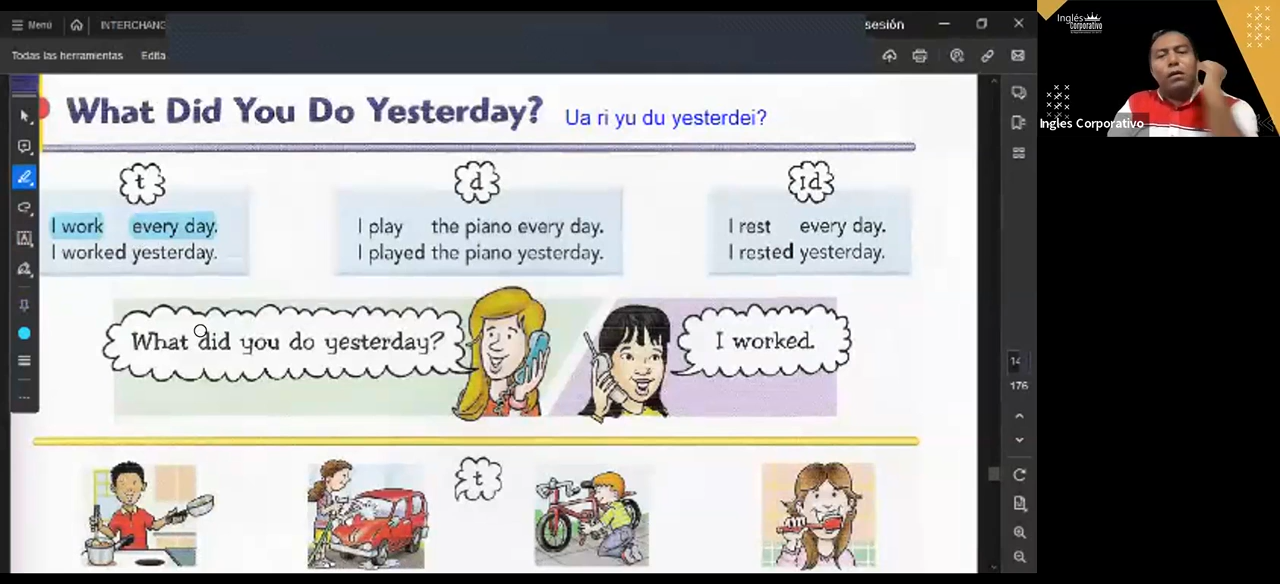 Menú
INTERCHANG
sesión
Todas las herramientas
Edita
Inglés
Corporativo
What Did You Do Yesterday?
Ua ri yu du yesterdei?
Ingles Corporativo
t
d
ɪd
I work every day.
I worked yesterday.
I play the piano every day.
I played the piano yesterday.
I rest every day.
I rested yesterday.
What did you do yesterday?
I worked.
14
176
t